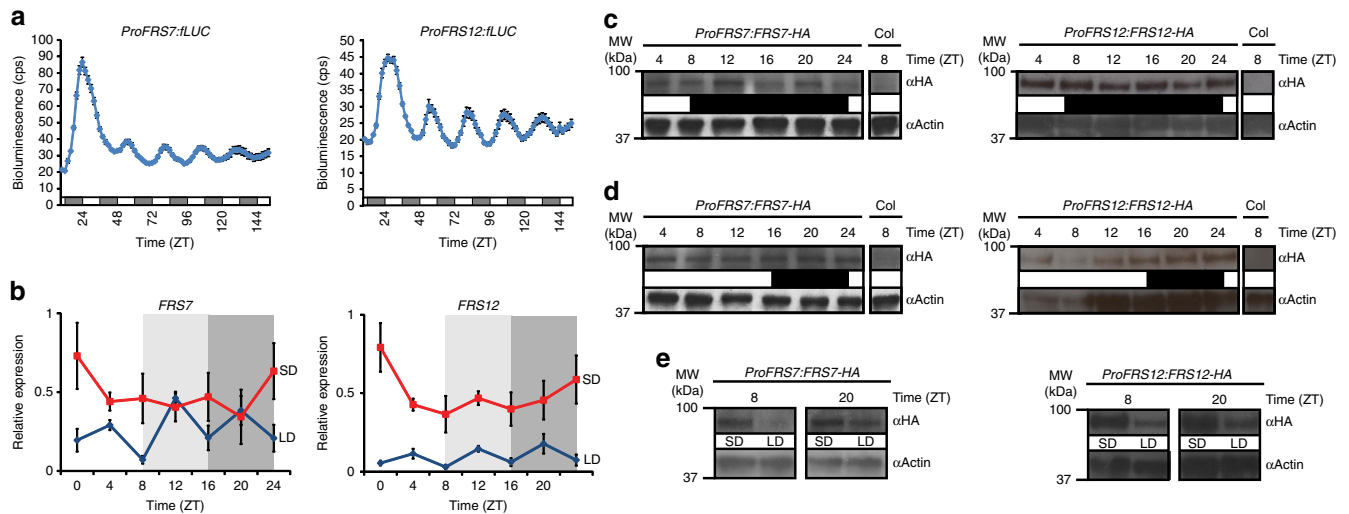 a
ProFRS7:fLUC
Bioluminescence (cps)
100
90
80
70
60
50
40
30
20
10
0
24
48
72
96
120
144
Time (ZT)
ProFRS12:fLUC
Bioluminescence (cps)
50
45
40
35
30
25
20
15
10
5
0
24
48
72
96
120
144
Time (ZT)
b
FRS7
Relative expression
1
0.5
0
SD
LD
0 4 8 12 16 20 24
Time (ZT)
FRS12
Relative expression
1
0.5
0
SD
LD
0 4 8 12 16 20
Time (ZT)
c
MW
(kDa)
ProFRS7:FRS7-HA
Col
4 8 12 16 20 24 8 Time (ZT)
100
αHA
αActin
37
MW
(kDa)
ProFRS12:FRS12-HA
Col
4 8 12 16 20 24 8 Time (ZT)
100
αHA
αActin
37
d
MW
(kDa)
ProFRS7:FRS7-HA
Col
4 8 12 16 20 24 8 Time (ZT)
100
αHA
αActin
37
MW
(kDa)
ProFRS12:FRS12-HA
Col
4 8 12 16 20 24 8 Time (ZT)
100
αHA
αActin
37
e
MW
(kDa)
ProFRS7:FRS7-HA
8 20 Time (ZT)
100
αHA
SD LD SD LD
αActin
37
MW
(kDa)
ProFRS12:FRS12-HA
8 20 Time (ZT)
100
αHA
SD LD SD LD
αActin
37